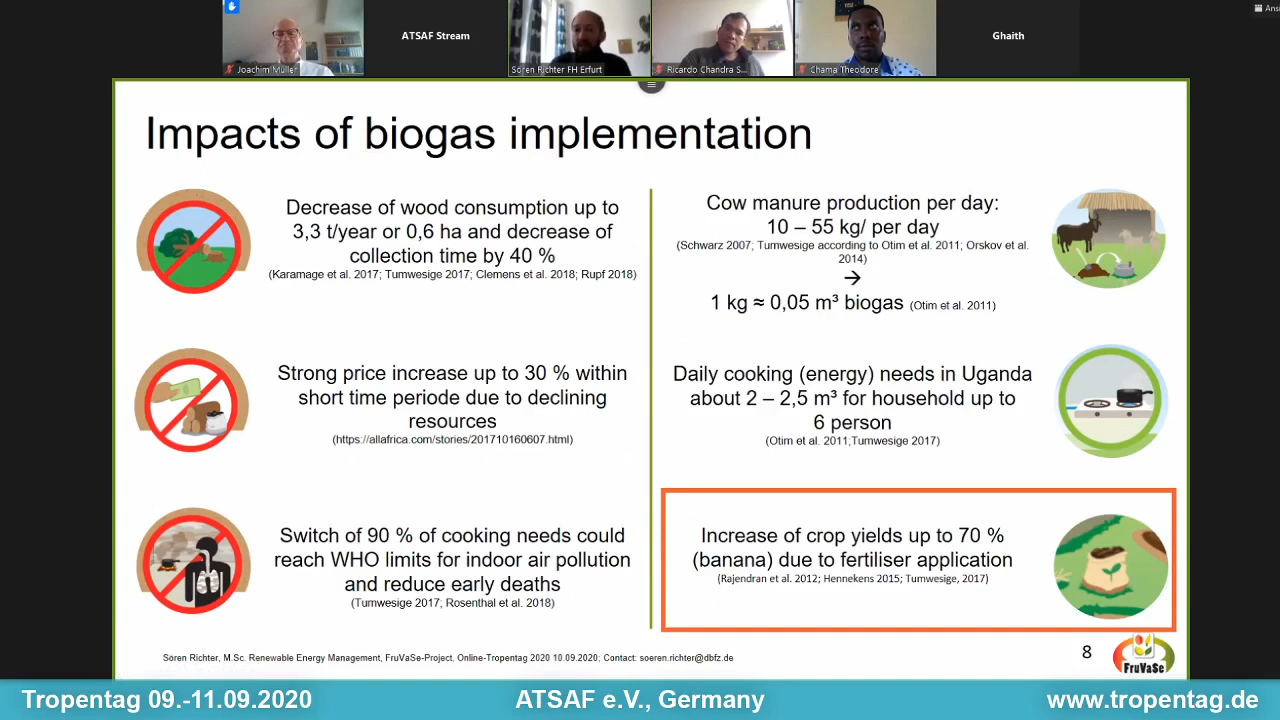 Ans
ATSAF Stream
Ghaith
Joachim Müller
Sören Richter FH Erfurt
Ricardo Chandra S...
Chama Theodore
Impacts of biogas implementation
Decrease of wood consumption up to
3,3 t/year or 0,6 ha and decrease of
collection time by 40 %
(Karamage et al. 2017; Tumwesige 2017; Clemens et al. 2018; Rupf 2018)
Strong price increase up to 30 % within
short time periode due to declining
resources
(https://allafrica.com/stories/201710160607.html)
Switch of 90 % of cooking needs could
reach WHO limits for indoor air pollution
and reduce early deaths
(Tumwesige 2017; Rosenthal et al. 2018)
Cow manure production per day:
10 – 55 kg/ per day
(Schwarz 2007; Tumwesige according to Otim et al. 2011; Orskov et al.
2014)
→
1 kg ≈ 0,05 m³ biogas (Otim et al. 2011)
Daily cooking (energy) needs in Uganda
about 2 – 2,5 m³ for household up to
6 person
(Otim et al. 2011;Tumwesige 2017)
Increase of crop yields up to 70 %
(banana) due to fertiliser application
(Rajendran et al. 2012; Hennekens 2015; Tumwesige, 2017)
Sören Richter, M.Sc. Renewable Energy Management, FruVaSe-Project, Online-Tropentag 2020 10.09.2020; Contact: soeren.richter@dbfz.de
8
FruVaSe
Tropentag 09.-11.09.2020
ATSAF e.V., Germany
www.tropentag.de